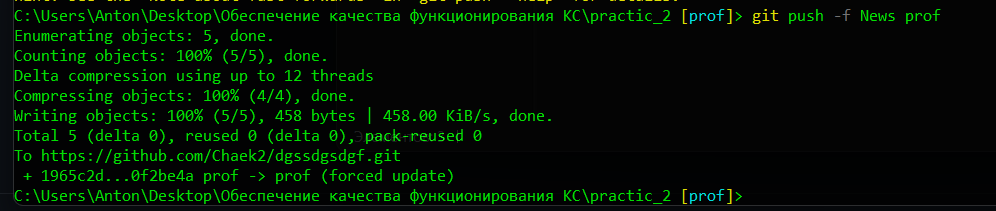 C:\Users\Anton\Desktop\Обеспечение качества функционирования КС\practic_2 [prof]> git push -f News prof
Enumerating objects: 5, done.
Counting objects: 100% (5/5), done.
Delta compression using up to 12 threads
Compressing objects: 100% (4/4), done.
Writing objects: 100% (5/5), 458 bytes | 458.00 KiB/s, done.
Total 5 (delta 0), reused 0 (delta 0), pack-reused 0
To https://github.com/Chaek2/dgssdgsdgf.git
 + 1965c2d...0f2be4a prof -> prof (forced update)
C:\Users\Anton\Desktop\Обеспечение качества функционирования КС\practic_2 [prof]>